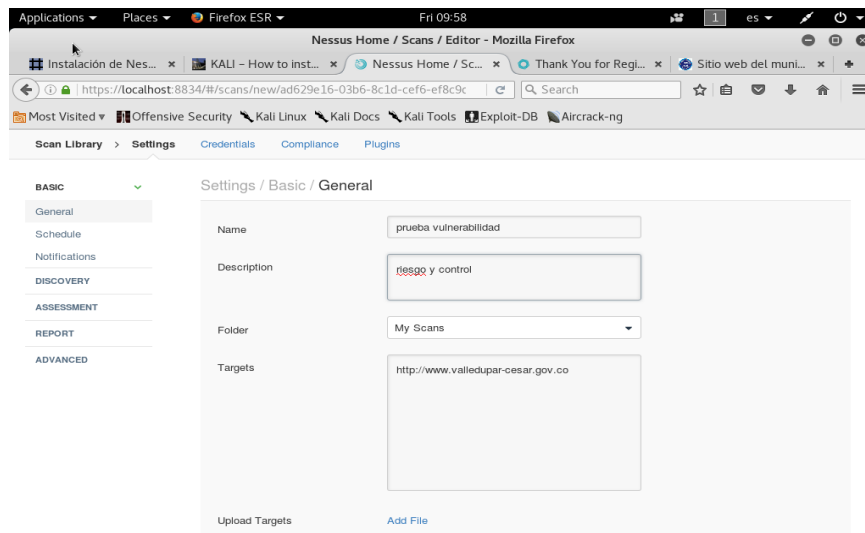 Applications Places Firefox ESR Fri 09:58 1 es
Nessus Home / Scans / Editor - Mozilla Firefox
Instalación de Nes... × KALI – How to inst... × Nessus Home / Sc... × Thank You for Regi... × Sitio web del muni... ×
https://localhost:8834/#/scans/new/ad629e16-03b6-8c1d-cef6-ef8c9c Search
Most Visited Offensive Security Kali Linux Kali Docs Kali Tools Exploit-DB Aircrack-ng
Scan Library > Settings Credentials Compliance Plugins
BASIC
General
Schedule
Notifications
DISCOVERY
ASSESSMENT
REPORT
ADVANCED
Settings / Basic / General
Name prueba vulnerabilidad
Description riesgo y control
Folder My Scans
Targets http://www.valledupar-cesar.gov.co
Upload Targets Add File